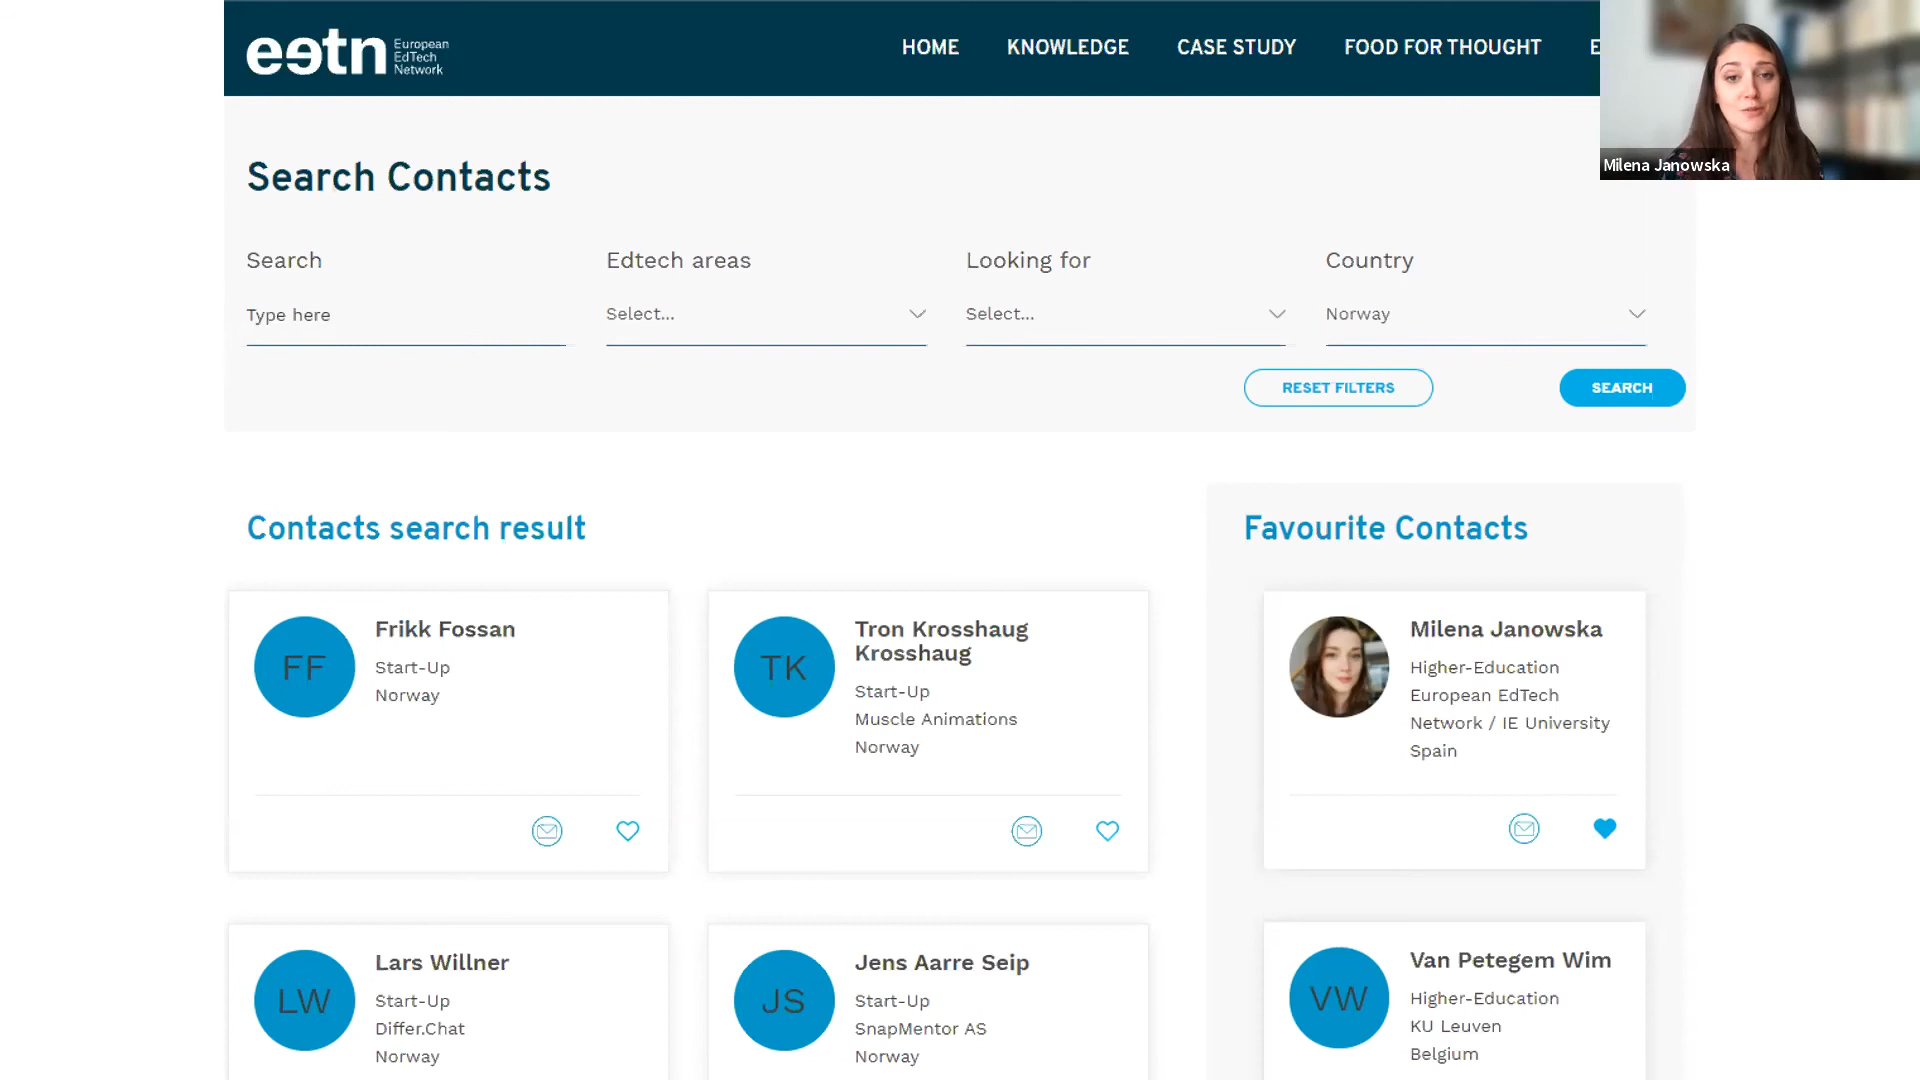 eetn
European
EdTech
Network
HOME
KNOWLEDGE
CASE STUDY
FOOD FOR THOUGHT
E
Milena Janowska
Search Contacts
Search
Edtech areas
Looking for
Country
Type here
Select...
Select...
Norway
RESET FILTERS
SEARCH
Contacts search result
FF
Frikk Fossan
Start-Up
Norway
TK
Tron Krosshaug
Krosshaug
Start-Up
Muscle Animations
Norway
LW
Lars Willner
Start-Up
Differ.Chat
Norway
JS
Jens Aarre Seip
Start-Up
SnapMentor AS
Norway
Favourite Contacts
Milena Janowska
Higher-Education
European EdTech
Network / IE University
Spain
VW
Van Petegem Wim
Higher-Education
KU Leuven
Belgium